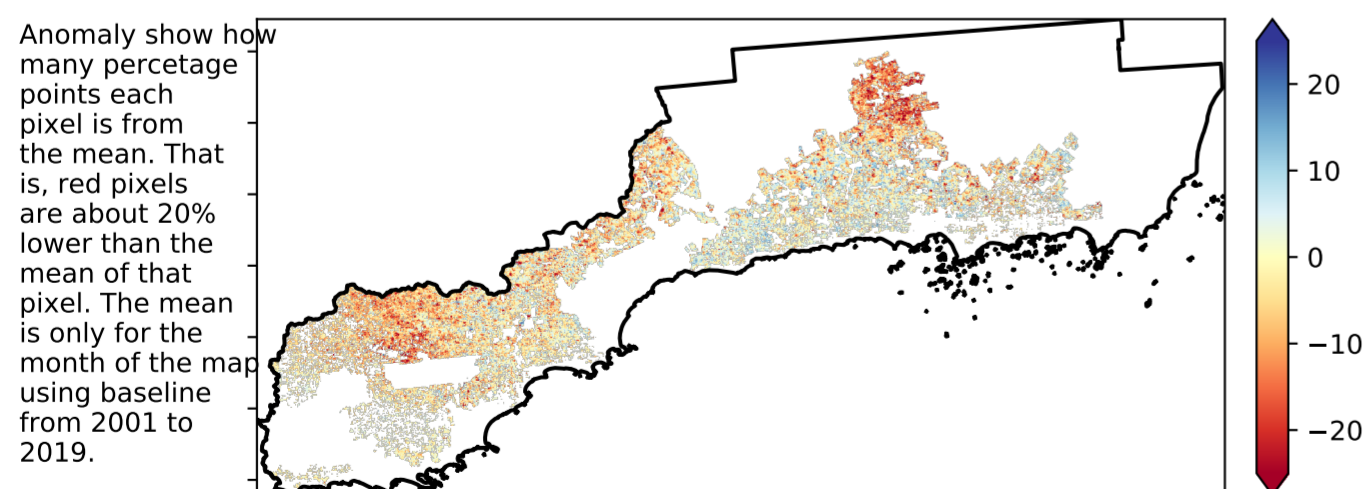 Anomaly show how
many percetage
points each
pixel is from
the mean. That
is, red pixels
are about 20%
lower than the
mean of that
pixel. The mean
is only for the
month of the map
using baseline
from 2001 to
2019.
20
10
0
−10
−20